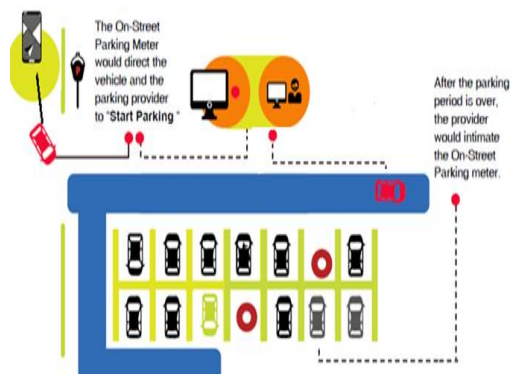 The On-Street
Parking Meter
would direct the
vehicle and the
parking provider
to "Start Parking "
After the parking
period is over,
the provider
would intimate
the On-Street
Parking meter.